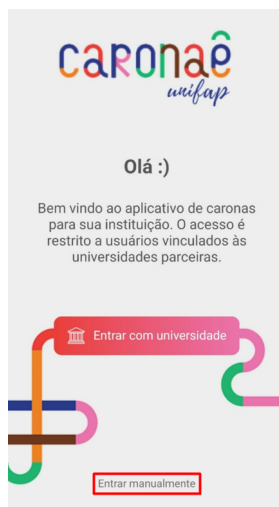 caronaê
unifap
Olá :)
Bem vindo ao aplicativo de caronas
para sua instituição. O acesso é
restrito a usuários vinculados às
universidades parceiras.
Entrar com universidade
Entrar manualmente